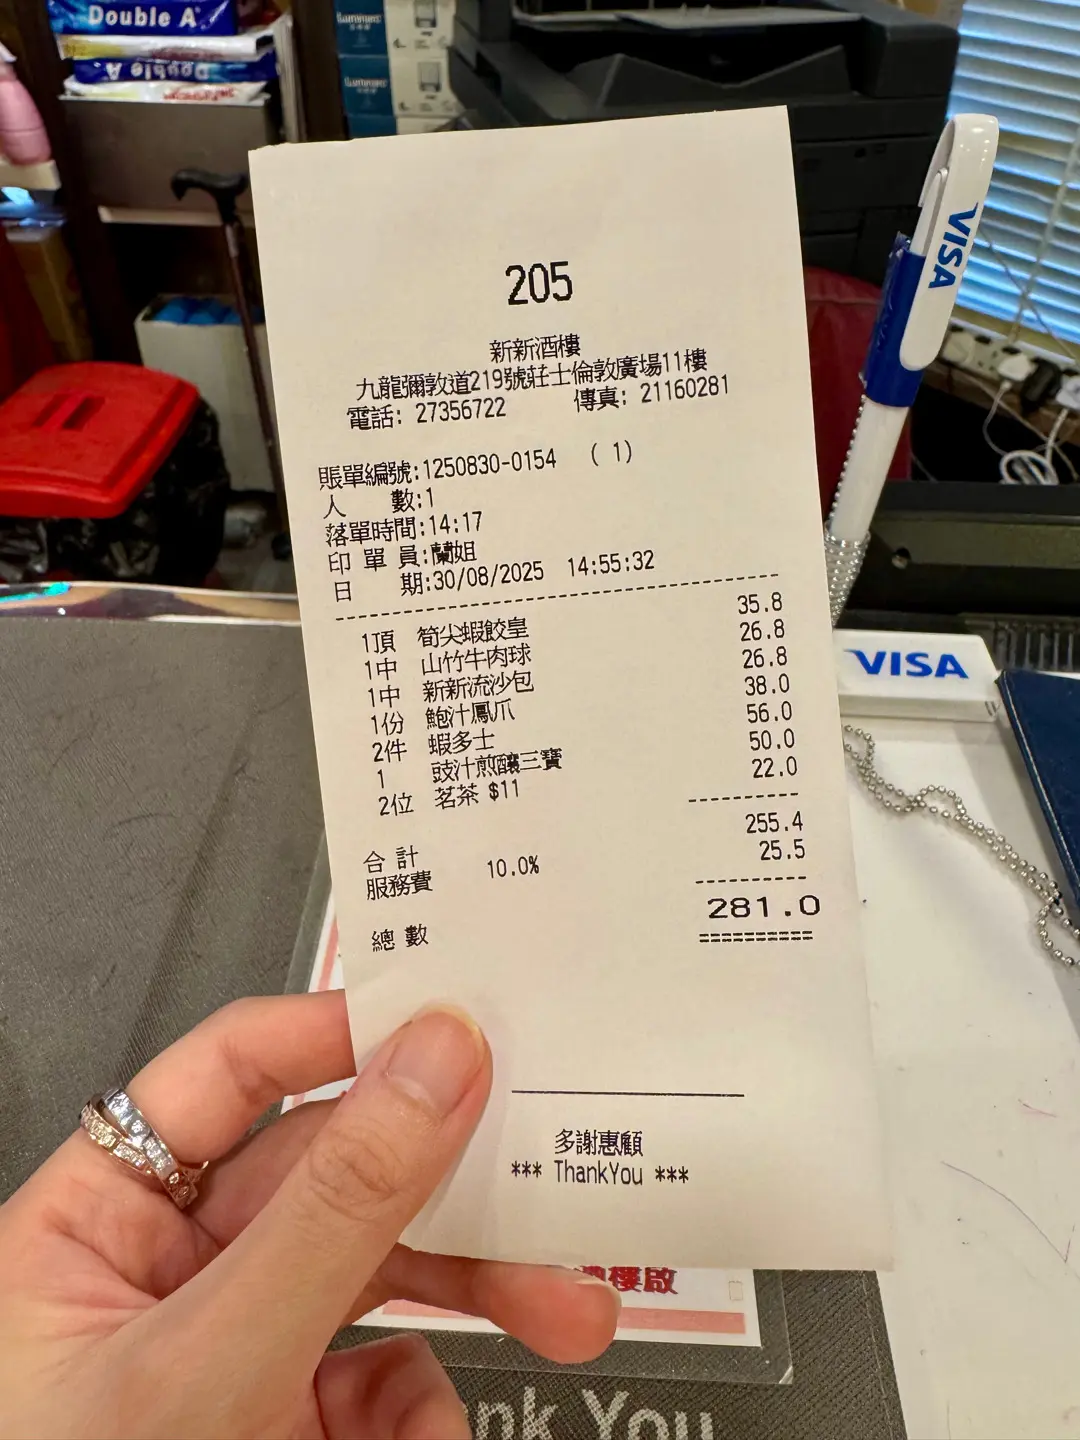 Double A
Double A
Luminarc
Luminarc
VISA
205
新新酒樓
九龍彌敦道219號莊士倫敦廣場11樓
電話: 27356722 傳真: 21160281
賬單編號:1250830-0154 ( 1)
人 數:1
落單時間:14:17
印 單 員:蘭姐
日 期:30/08/2025 14:55:32
1頂 筍尖蝦餃皇 35.8
1中 山竹牛肉球 26.8
1中 新新流沙包 26.8
1份 鮑汁鳳爪 38.0
2件 蝦多士 56.0
1 豉汁煎釀三寶 50.0
2位 茗茶 $11 22.0
合 計 255.4
服務費 10.0% 25.5
總 數 281.0
多謝惠顧
*** ThankYou ***
VISA
樓啟
nk You